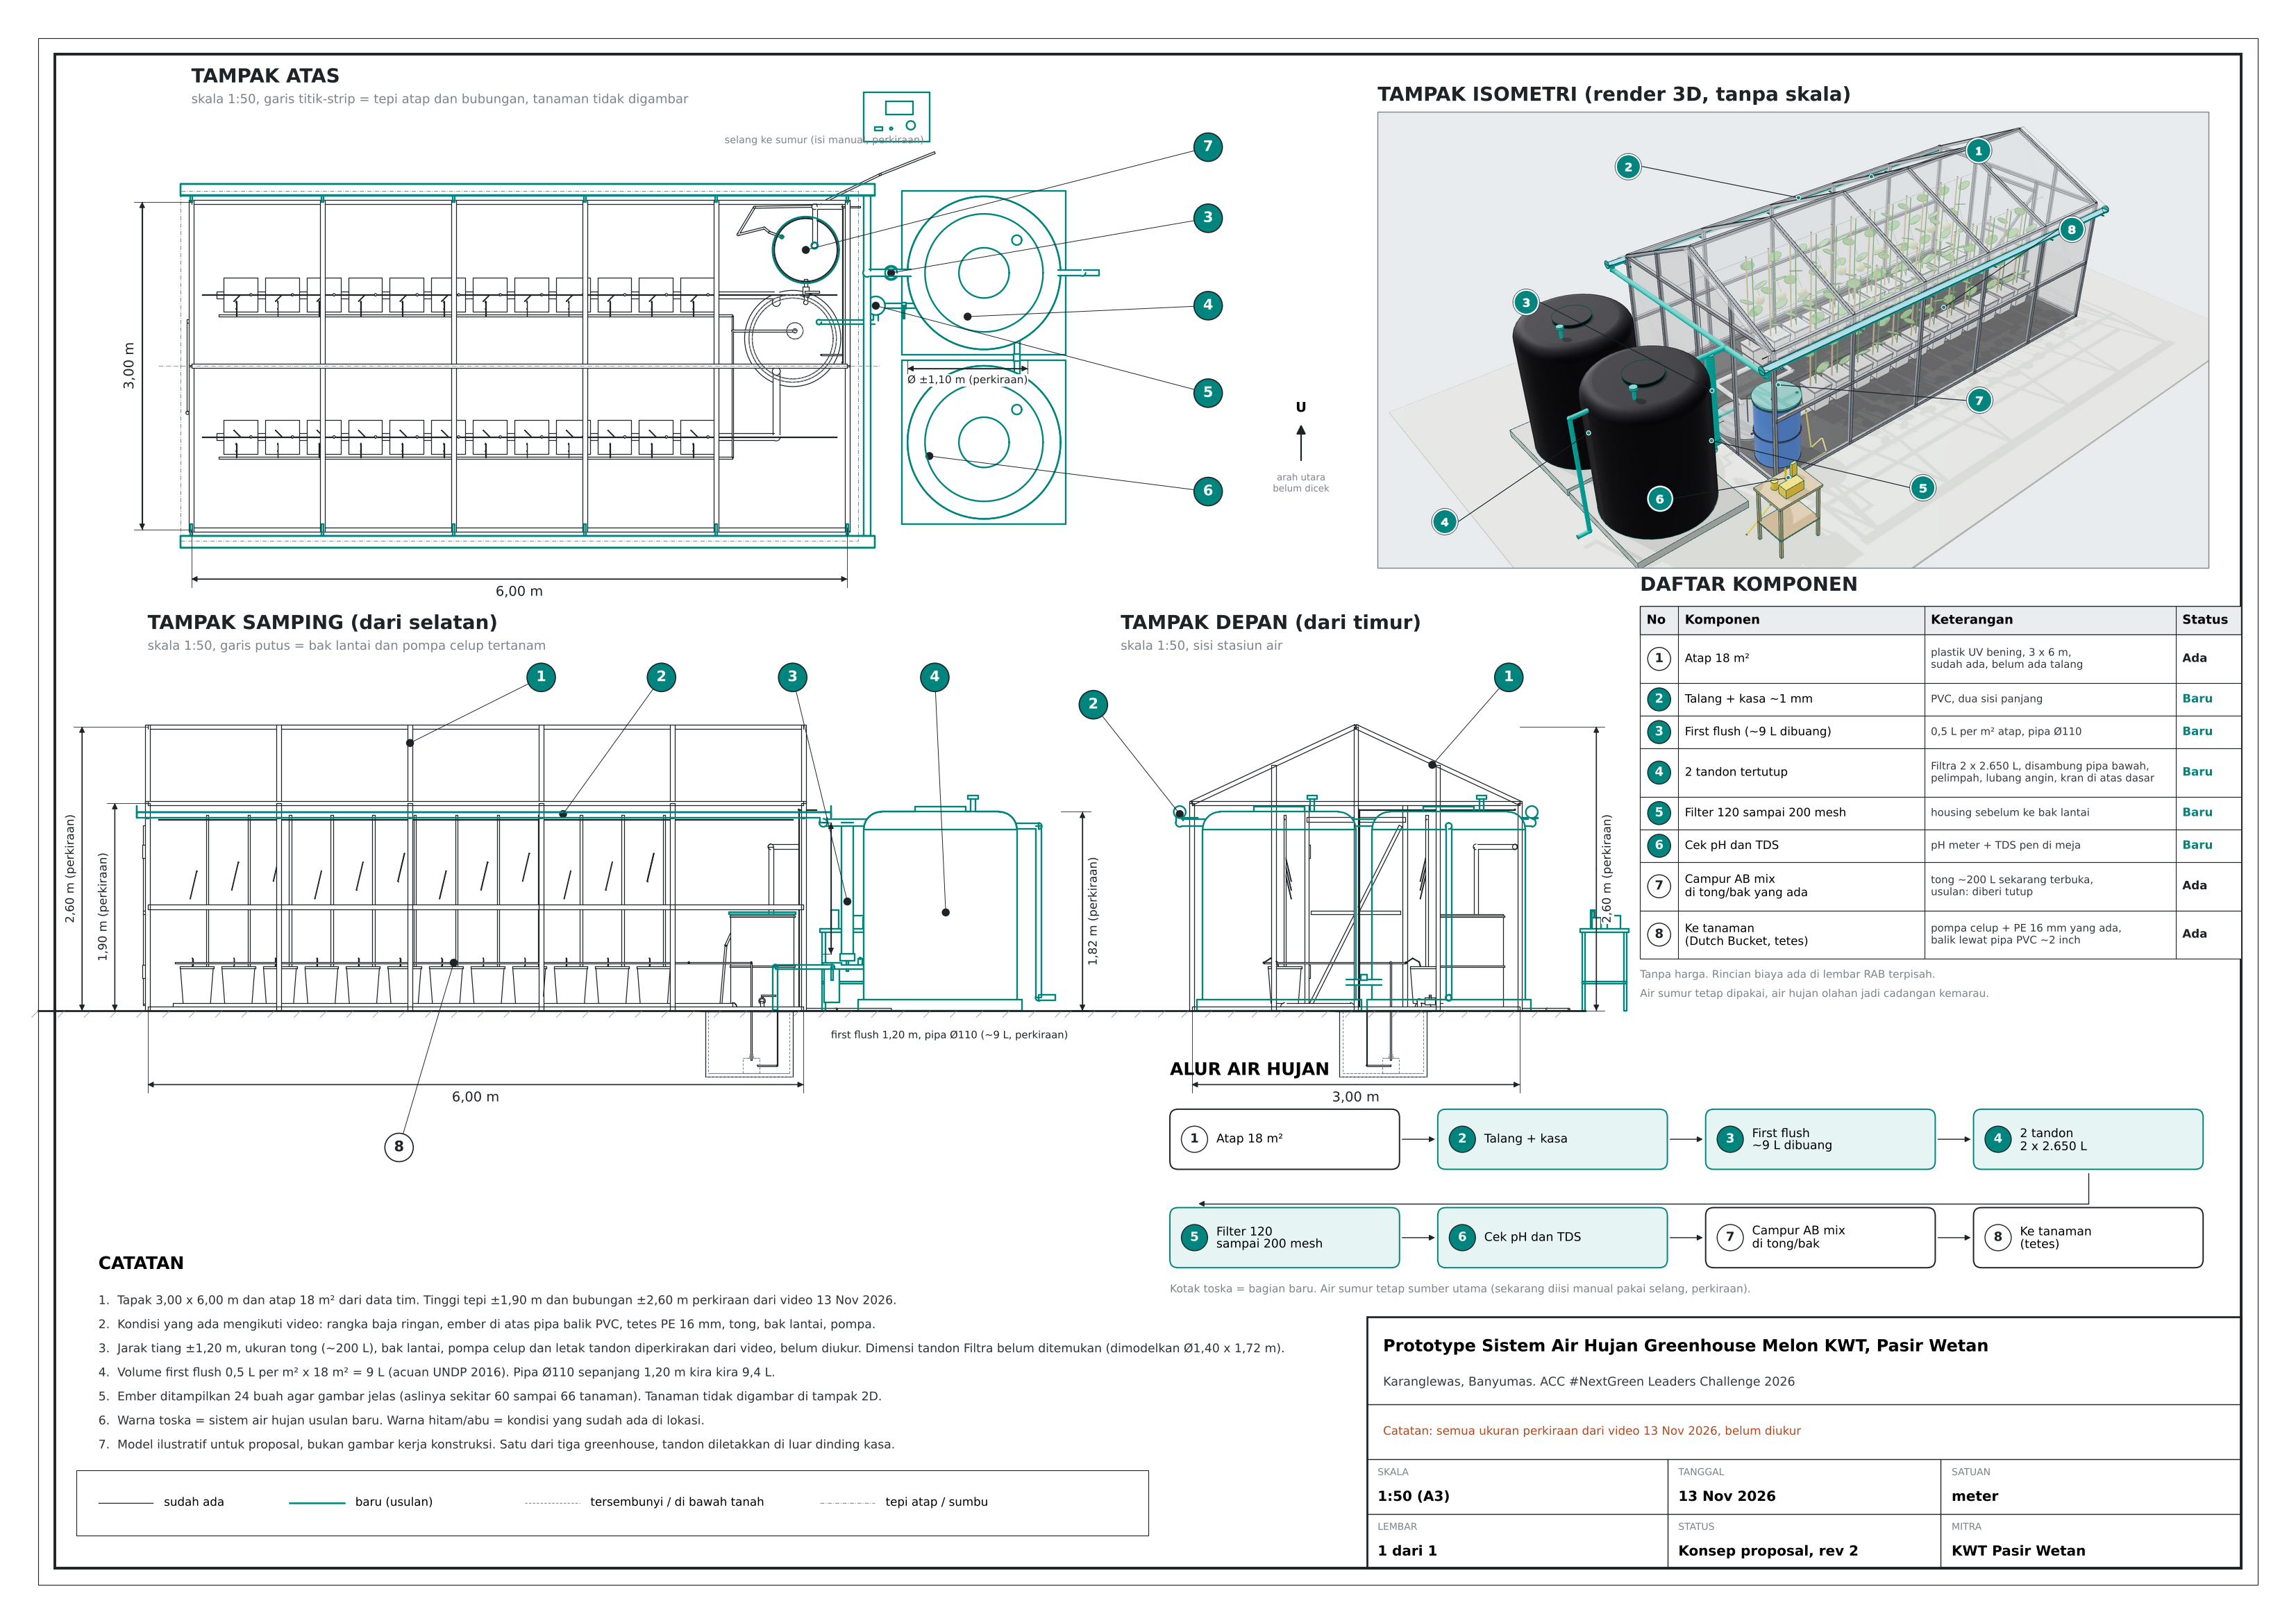 TAMPAK ATAS
skala 1:50, garis titik-strip = tepi atap dan bubungan, tanaman tidak digambar
selang ke sumur (isi manual, perkiraan)
7
3
4
5
6
3,00 m
6,00 m
Ø ±1,10 m (perkiraan)
U
arah utara
belum dicek
TAMPAK ISOMETRI (render 3D, tanpa skala)
1
2
8
3
7
5
6
4
TAMPAK SAMPING (dari selatan)
skala 1:50, garis putus = bak lantai dan pompa celup tertanam
1
2
3
4
2,60 m (perkiraan)
1,90 m (perkiraan)
1,82 m (perkiraan)
first flush 1,20 m, pipa Ø110 (~9 L, perkiraan)
6,00 m
8
TAMPAK DEPAN (dari timur)
skala 1:50, sisi stasiun air
2
1
2,60 m (perkiraan)
3,00 m
DAFTAR KOMPONEN
No Komponen Keterangan Status
1 Atap 18 m² plastik UV bening, 3 x 6 m, Ada
sudah ada, belum ada talang
2 Talang + kasa ~1 mm PVC, dua sisi panjang Baru
3 First flush (~9 L dibuang) 0,5 L per m² atap, pipa Ø110 Baru
4 2 tandon tertutup Filtra 2 x 2.650 L, disambung pipa bawah, Baru
pelimpah, lubang angin, kran di atas dasar
5 Filter 120 sampai 200 mesh housing sebelum ke bak lantai Baru
6 Cek pH dan TDS pH meter + TDS pen di meja Baru
7 Campur AB mix tong ~200 L sekarang terbuka, Ada
di tong/bak yang ada usulan: diberi tutup
8 Ke tanaman pompa celup + PE 16 mm yang ada, Ada
(Dutch Bucket, tetes) balik lewat pipa PVC ~2 inch
Tanpa harga. Rincian biaya ada di lembar RAB terpisah.
Air sumur tetap dipakai, air hujan olahan jadi cadangan kemarau.
ALUR AIR HUJAN
1 Atap 18 m²
2 Talang + kasa
3 First flush
~9 L dibuang
4 2 tandon
2 x 2.650 L
5 Filter 120
sampai 200 mesh
6 Cek pH dan TDS
7 Campur AB mix
di tong/bak
8 Ke tanaman
(tetes)
Kotak toska = bagian baru. Air sumur tetap sumber utama (sekarang diisi manual pakai selang, perkiraan).
CATATAN
1. Tapak 3,00 x 6,00 m dan atap 18 m² dari data tim. Tinggi tepi ±1,90 m dan bubungan ±2,60 m perkiraan dari video 13 Nov 2026.
2. Kondisi yang ada mengikuti video: rangka baja ringan, ember di atas pipa balik PVC, tetes PE 16 mm, tong, bak lantai, pompa.
3. Jarak tiang ±1,20 m, ukuran tong (~200 L), bak lantai, pompa celup dan letak tandon diperkirakan dari video, belum diukur. Dimensi tandon Filtra belum ditemukan (dimodelkan Ø1,40 x 1,72 m).
4. Volume first flush 0,5 L per m² x 18 m² = 9 L (acuan UNDP 2016). Pipa Ø110 sepanjang 1,20 m kira kira 9,4 L.
5. Ember ditampilkan 24 buah agar gambar jelas (aslinya sekitar 60 sampai 66 tanaman). Tanaman tidak digambar di tampak 2D.
6. Warna toska = sistem air hujan usulan baru. Warna hitam/abu = kondisi yang sudah ada di lokasi.
7. Model ilustratif untuk proposal, bukan gambar kerja konstruksi. Satu dari tiga greenhouse, tandon diletakkan di luar dinding kasa.
sudah ada
baru (usulan)
tersembunyi / di bawah tanah
tepi atap / sumbu
Prototype Sistem Air Hujan Greenhouse Melon KWT, Pasir Wetan
Karanglewas, Banyumas. ACC #NextGreen Leaders Challenge 2026
Catatan: semua ukuran perkiraan dari video 13 Nov 2026, belum diukur
SKALA TANGGAL SATUAN
1:50 (A3) 13 Nov 2026 meter
LEMBAR STATUS MITRA
1 dari 1 Konsep proposal, rev 2 KWT Pasir Wetan